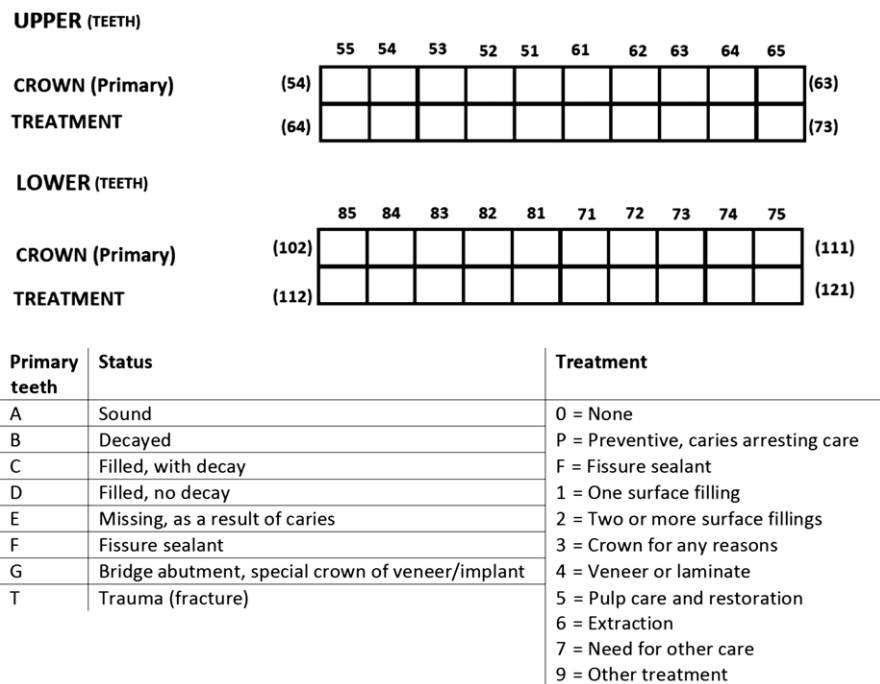 UPPER (TEETH)
55 54 53 52 51 61 62 63 64 65
CROWN (Primary) (54) (63)
TREATMENT (64) (73)
LOWER (TEETH)
85 84 83 82 81 71 72 73 74 75
CROWN (Primary) (102) (111)
TREATMENT (112) (121)
Primary teeth Status Treatment
A Sound 0 = None
B Decayed P = Preventive, caries arresting care
C Filled, with decay F = Fissure sealant
D Filled, no decay 1 = One surface filling
E Missing, as a result of caries 2 = Two or more surface fillings
F Fissure sealant 3 = Crown for any reasons
G Bridge abutment, special crown of veneer/implant 4 = Veneer or laminate
T Trauma (fracture) 5 = Pulp care and restoration
6 = Extraction
7 = Need for other care
9 = Other treatment